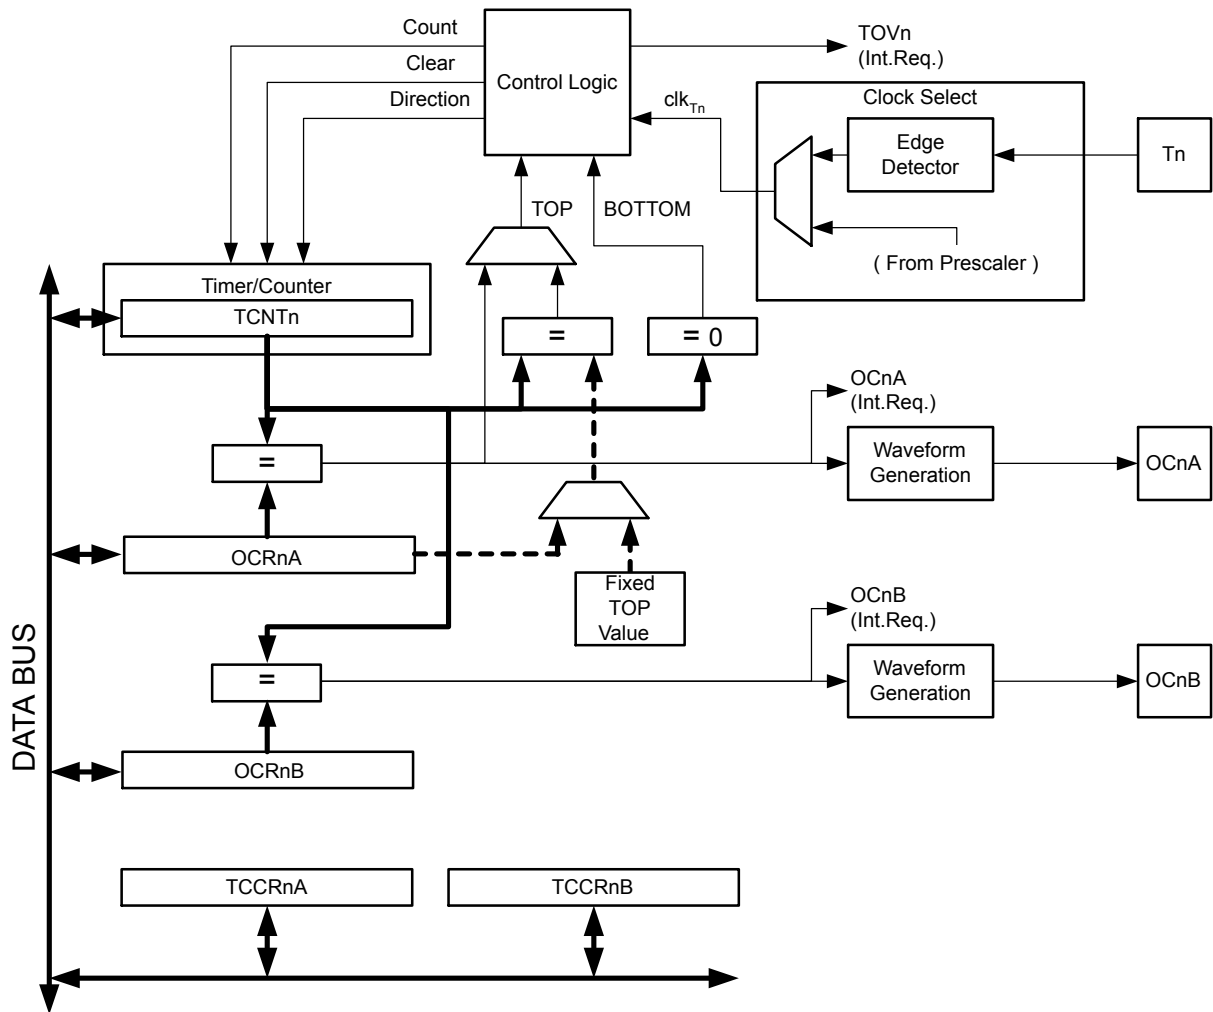 Count
Clear
Direction
Control Logic
TOVn
(Int.Req.)
clkTn
Clock Select
Edge
Detector
Tn
( From Prescaler )
TOP
BOTTOM
Timer/Counter
TCNTn
=
= 0
OCnA
(Int.Req.)
=
Waveform
Generation
OCnA
OCRnA
Fixed
TOP
Value
OCnB
(Int.Req.)
=
Waveform
Generation
OCnB
OCRnB
DATA BUS
TCCRnA
TCCRnB